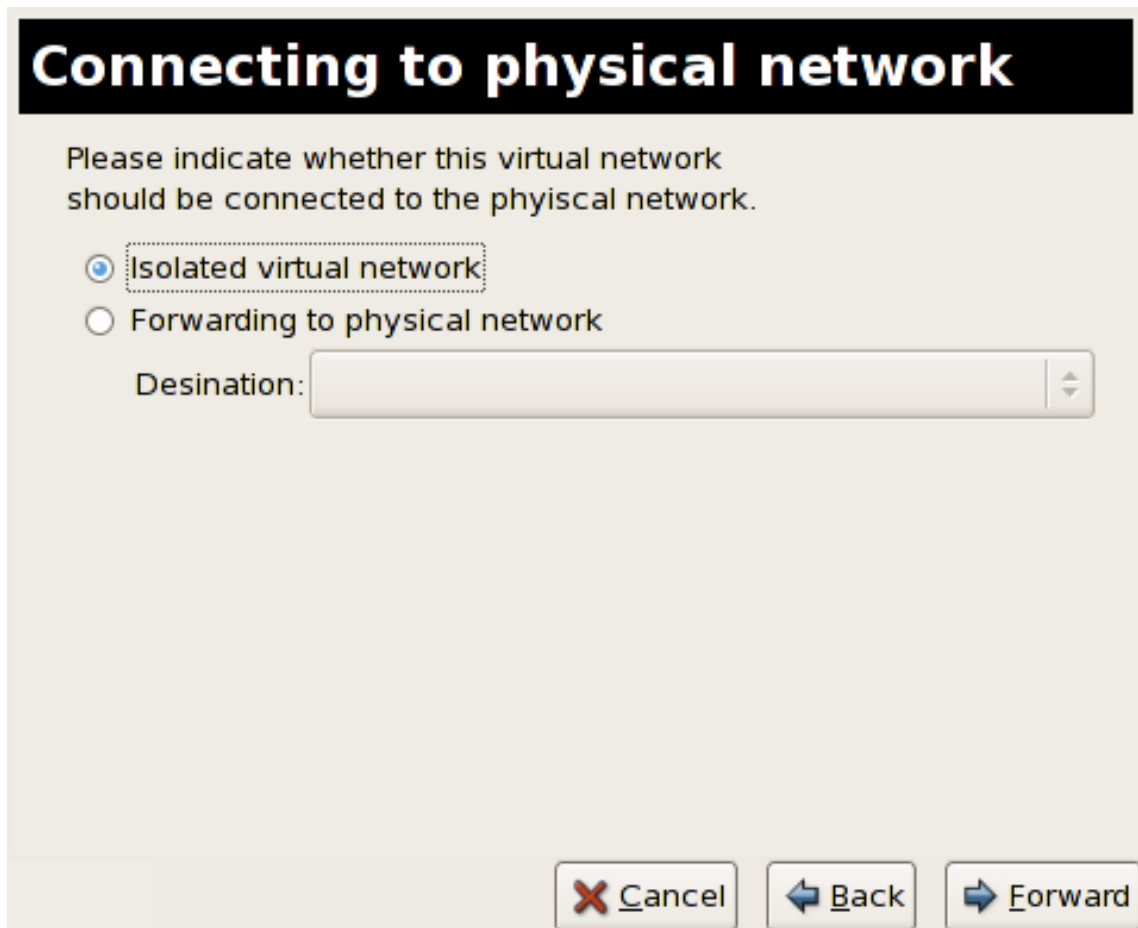 Connecting to physical network
Please indicate whether this virtual network
should be connected to the phyiscal network.
Isolated virtual network
Forwarding to physical network
Desination:
Cancel
Back
Forward